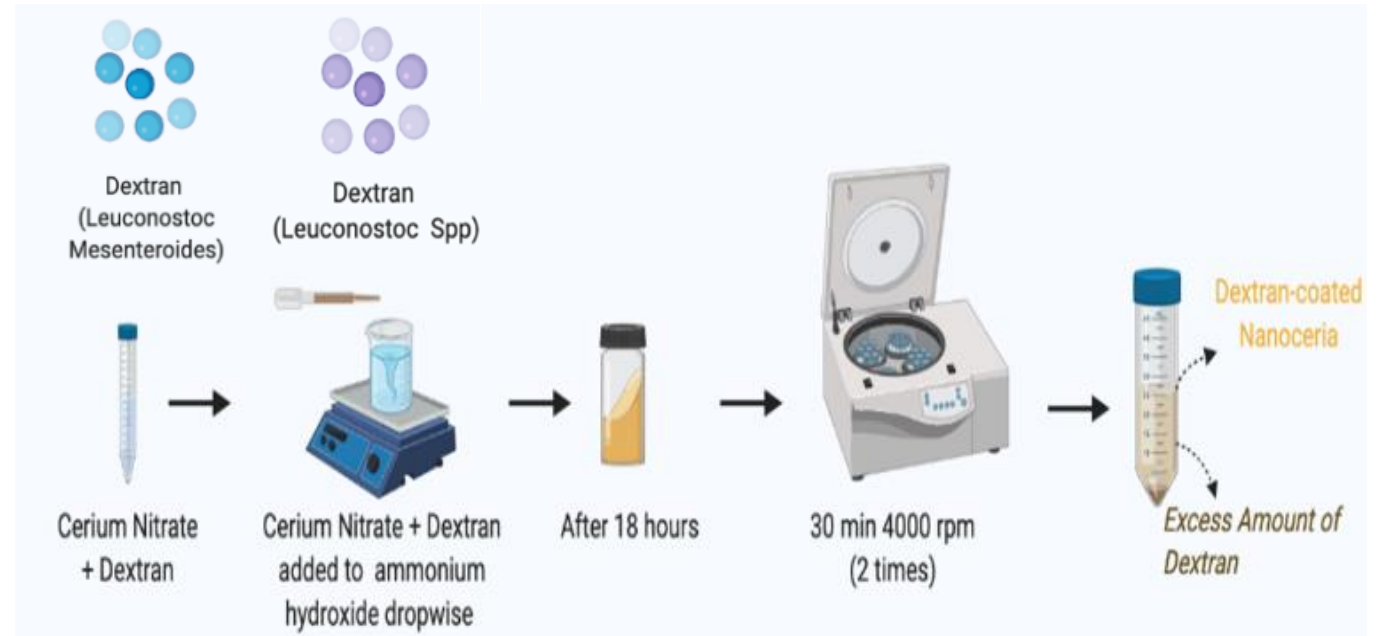 Dextran
(Leuconostoc
Mesenteroides)
Dextran
(Leuconostoc Spp)
Cerium Nitrate
+ Dextran
Cerium Nitrate + Dextran
added to ammonium
hydroxide dropwise
After 18 hours
30 min 4000 rpm
(2 times)
Dextran-coated
Nanoceria
Excess Amount of
Dextran